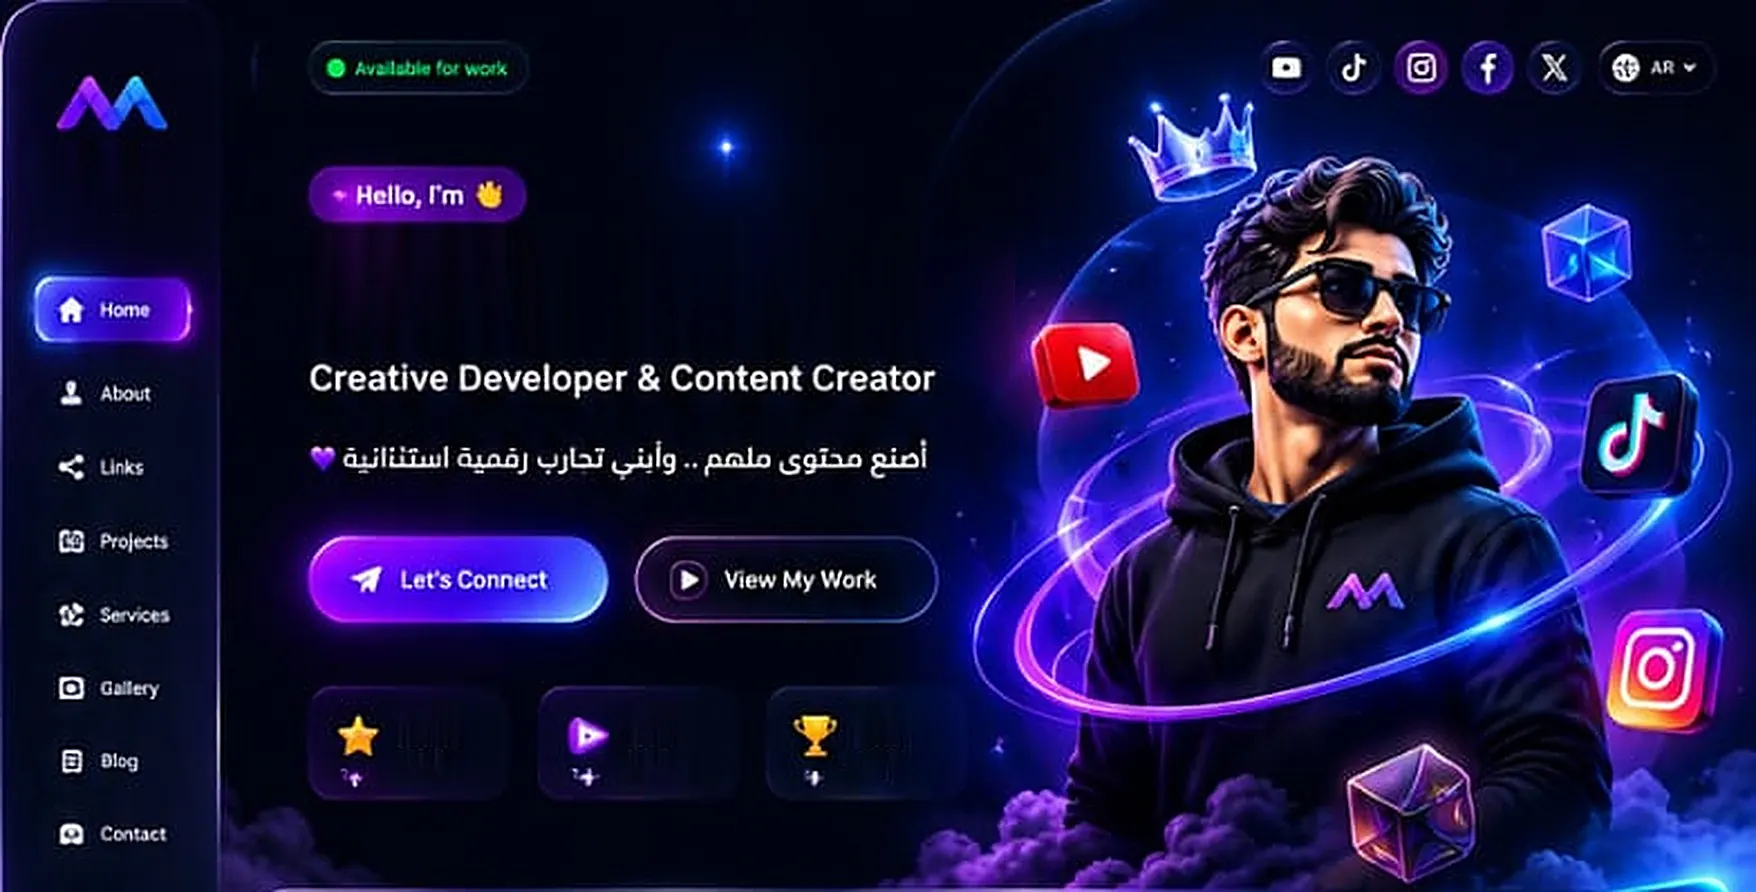 Available for work
AR
Hello, I'm
Home
About
Links
Projects
Services
Gallery
Blog
Contact
Creative Developer & Content Creator
أصنع محتوى ملهم .. وأبني تجارب رقمية استثنائية
Let's Connect
View My Work